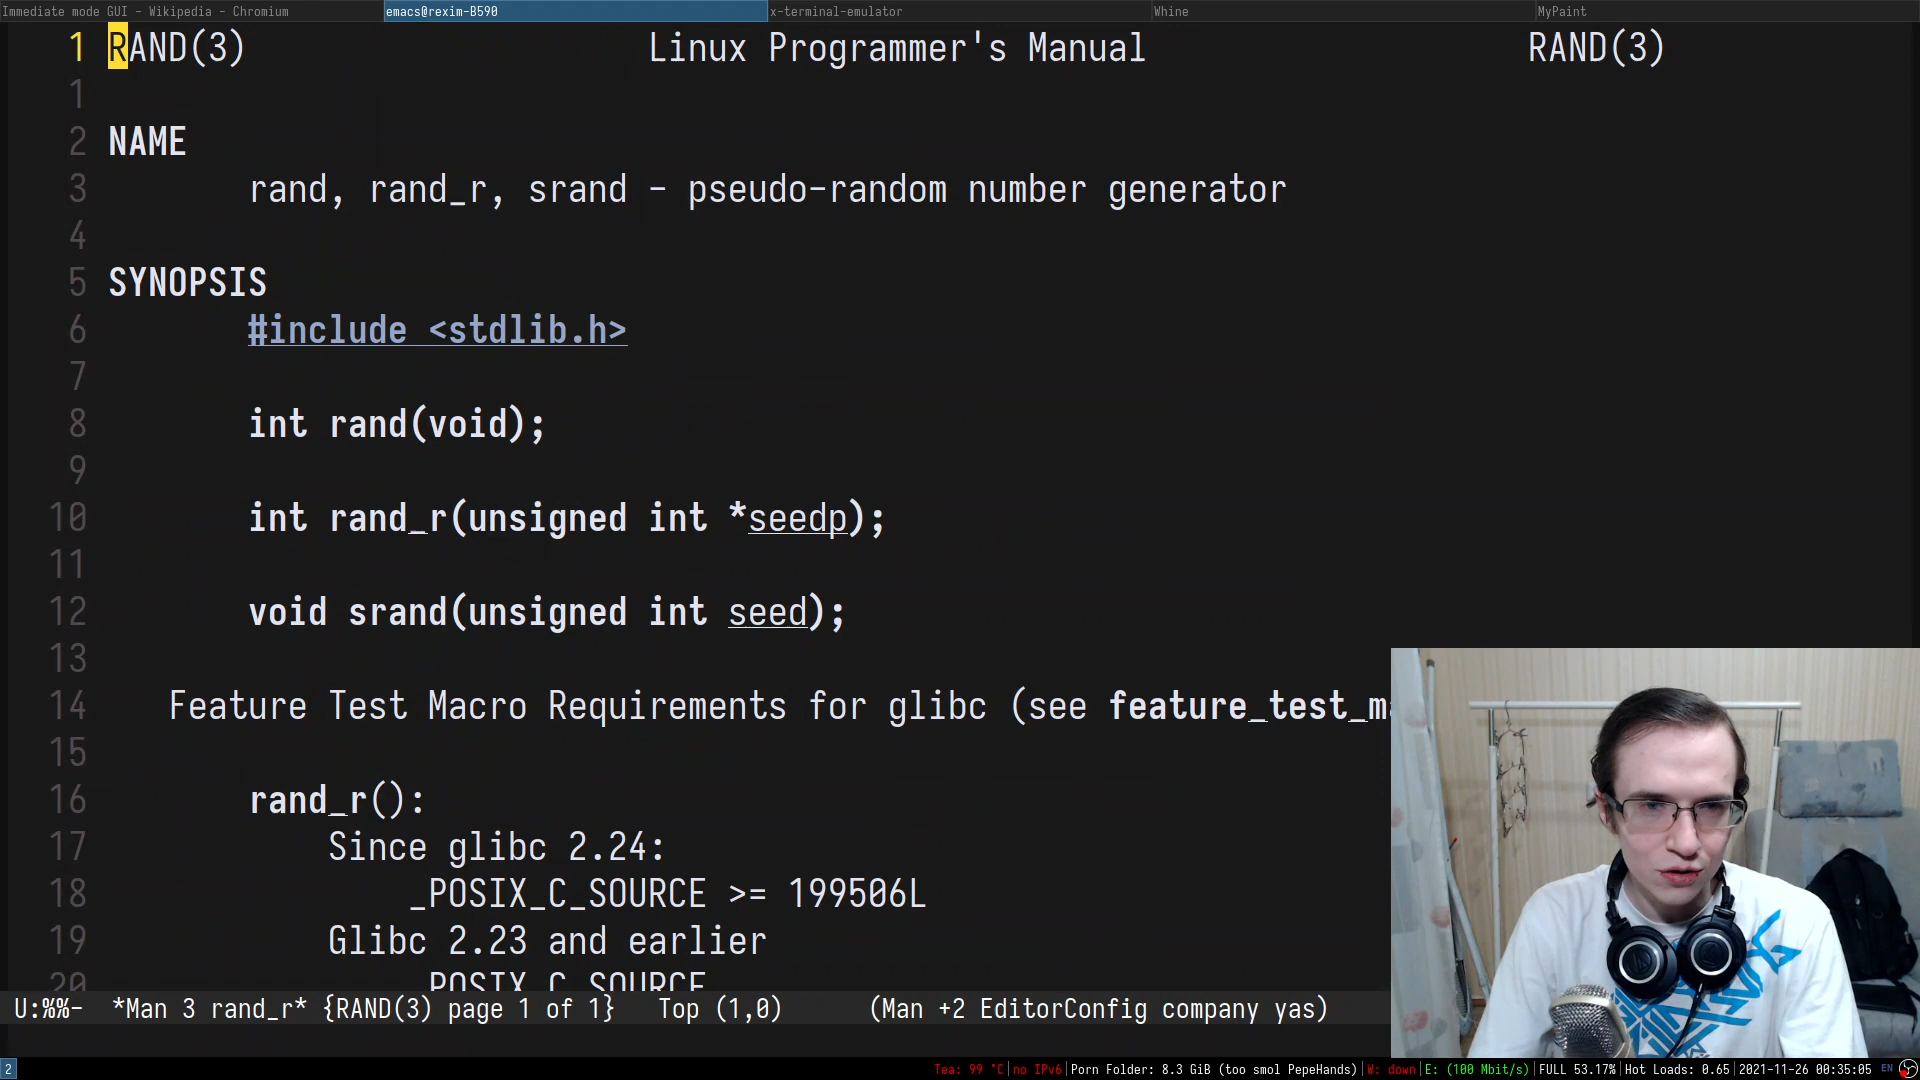 Immediate mode GUI - Wikipedia - Chromium emacs@rexim-B590 x-terminal-emulator Whine MyPaint
1 RAND(3) Linux Programmer's Manual RAND(3)
1
2 NAME
3 rand, rand_r, srand - pseudo-random number generator
4
5 SYNOPSIS
6 #include <stdlib.h>
7
8 int rand(void);
9
10 int rand_r(unsigned int *seedp);
11
12 void srand(unsigned int seed);
13
14 Feature Test Macro Requirements for glibc (see feature_test_m
15
16 rand_r():
17 Since glibc 2.24:
18 _POSIX_C_SOURCE >= 199506L
19 Glibc 2.23 and earlier
20 _POSIX_C_SOURCE
U:%%- *Man 3 rand_r* {RAND(3) page 1 of 1} Top (1,0) (Man +2 EditorConfig company yas)
2 Tea: 99 °C|no IPv6|Porn Folder: 8.3 GiB (too smol PepeHands)|W: down|E: (100 Mbit/s)|FULL 53.17%|Hot Loads: 0.65|2021-11-26 00:35:05 EN